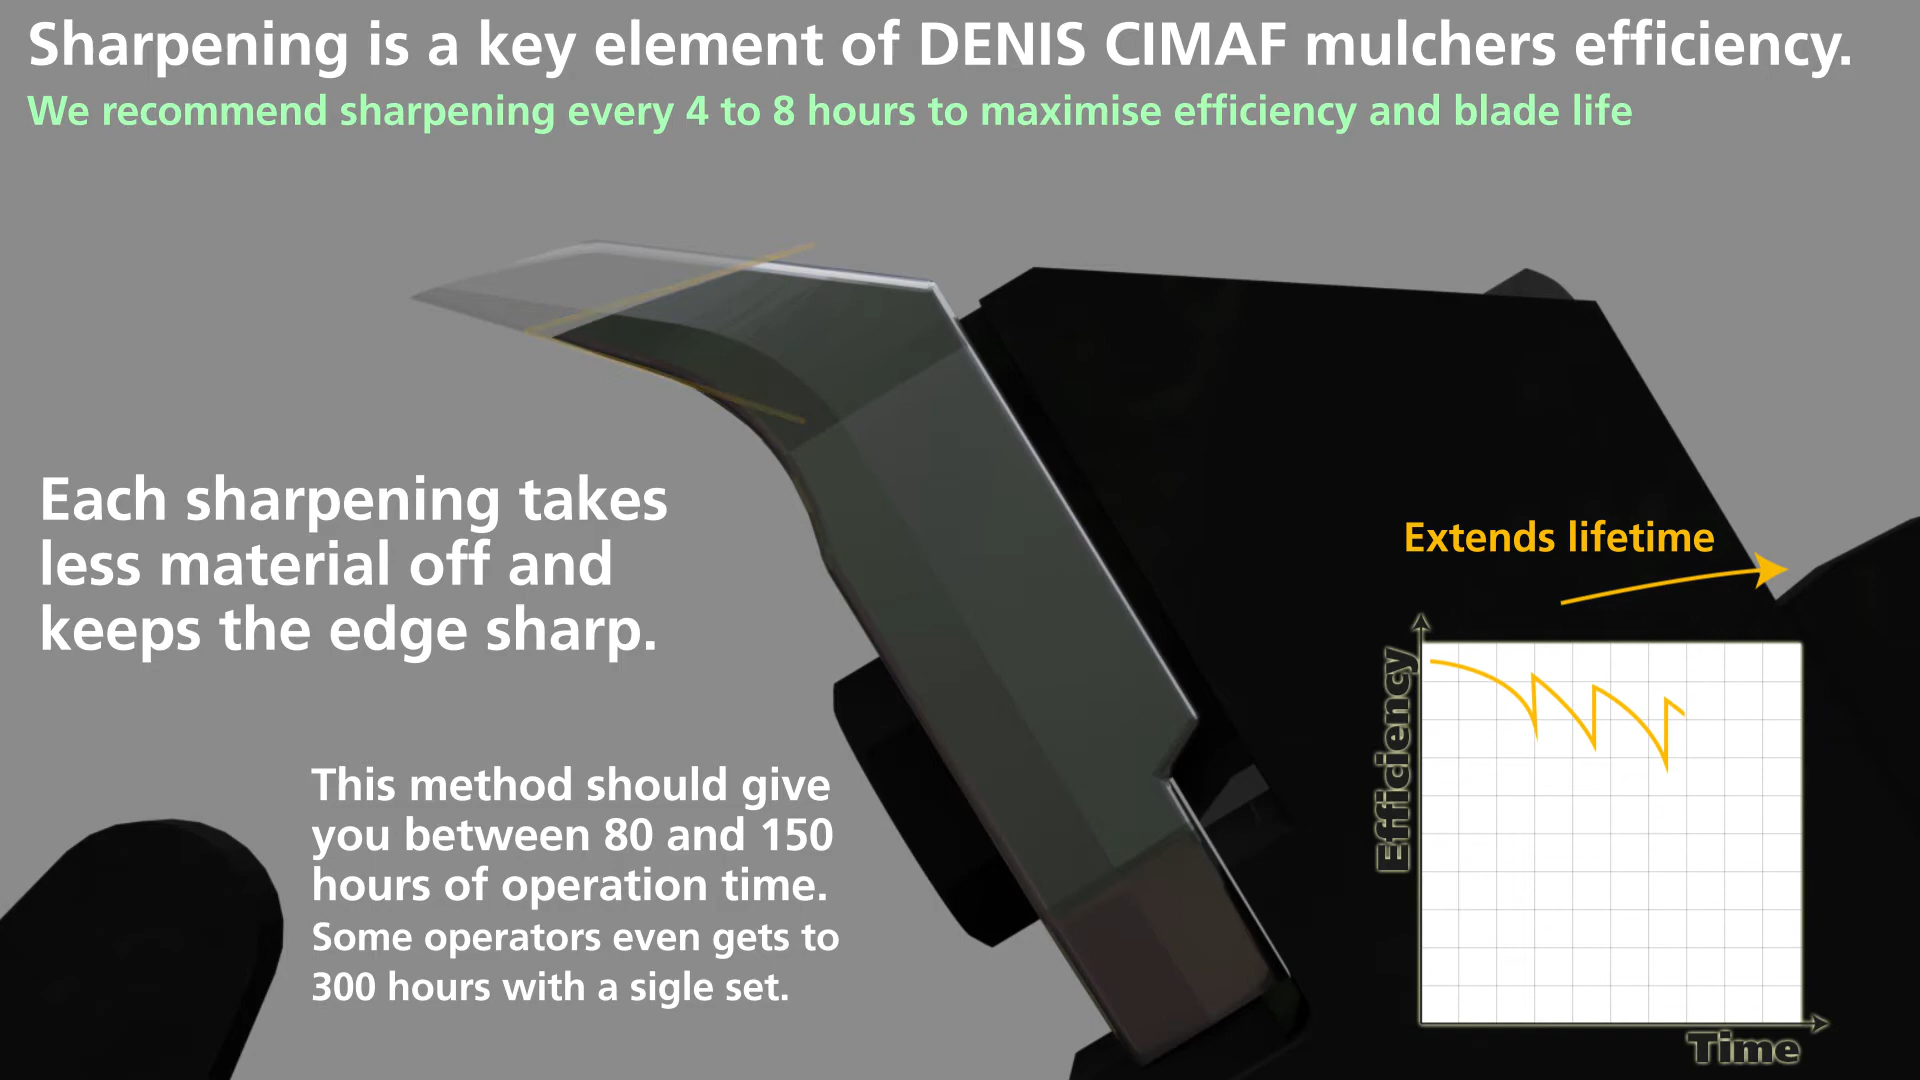 Sharpening is a key element of DENIS CIMAF mulchers efficiency.
We recommend sharpening every 4 to 8 hours to maximise efficiency and blade life
Each sharpening takes
less material off and
keeps the edge sharp.
This method should give
you between 80 and 150
hours of operation time.
Some operators even gets to
300 hours with a sigle set.
Extends lifetime
Efficiency
Time